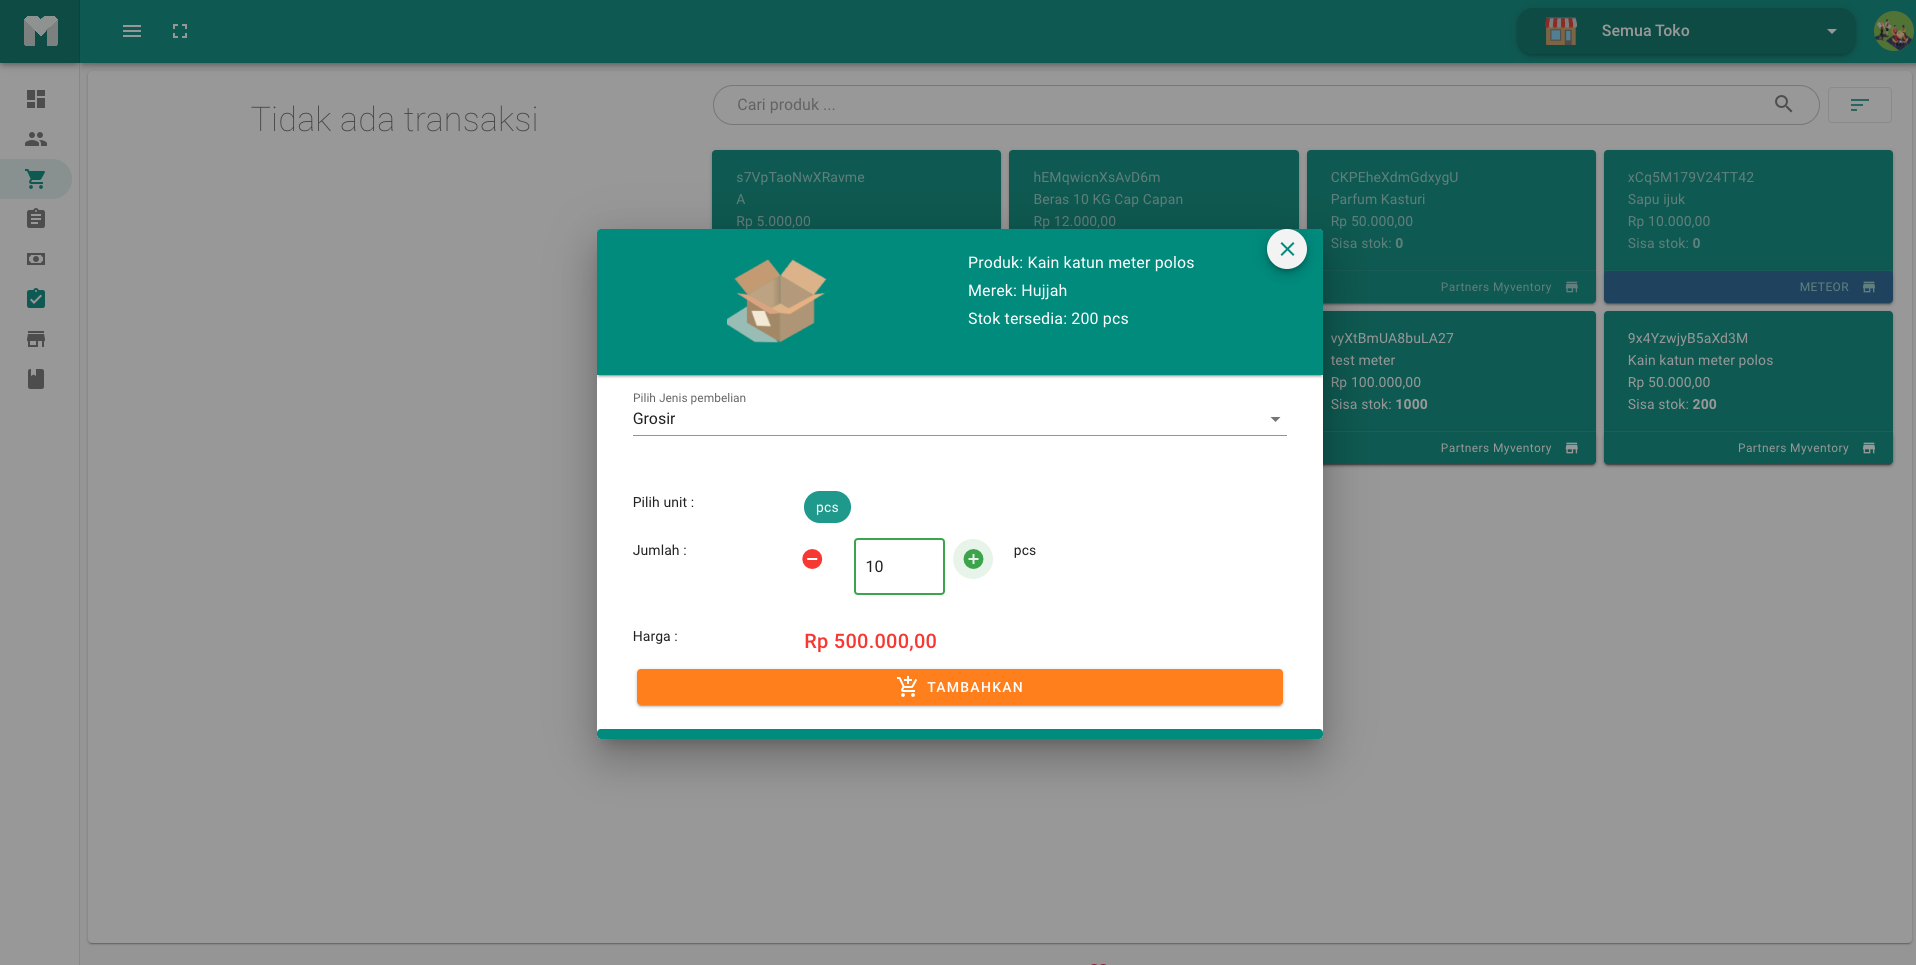 M
Semua Toko
Tidak ada transaksi
Cari produk ...
s7VpTaoNwXRavme
A
Rp 5.000,00
hEMqwicnXsAvD6m
Beras 10 KG Cap Capan
Rp 12.000,00
CKPEheXdmGdxygU
Parfum Kasturi
Rp 50.000,00
Sisa stok: 0
Partners Myventory
xCq5M179V24TT42
Sapu ijuk
Rp 10.000,00
Sisa stok: 0
METEOR
vyXtBmUA8buLA27
test meter
Rp 100.000,00
Sisa stok: 1000
Partners Myventory
9x4YzwjyB5aXd3M
Kain katun meter polos
Rp 50.000,00
Sisa stok: 200
Partners Myventory
Produk: Kain katun meter polos
Merek: Hujjah
Stok tersedia: 200 pcs
Pilih Jenis pembelian
Grosir
Pilih unit :
pcs
Jumlah :
10
pcs
Harga :
Rp 500.000,00
TAMBAHKAN